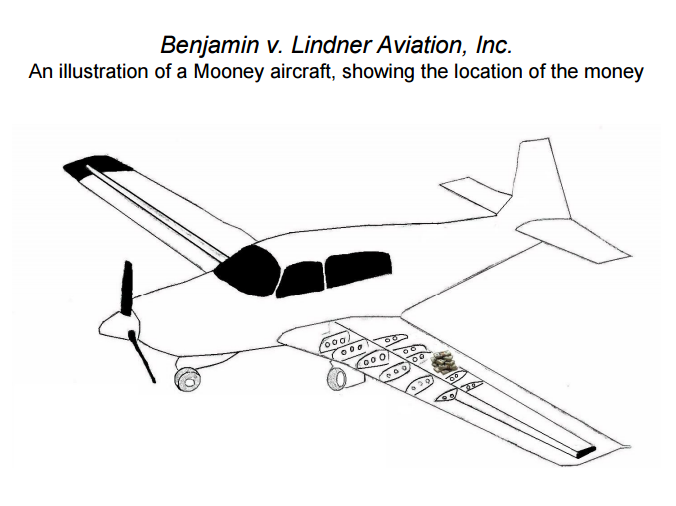 Benjamin v. Lindner Aviation, Inc.
An illustration of a Mooney aircraft, showing the location of the money